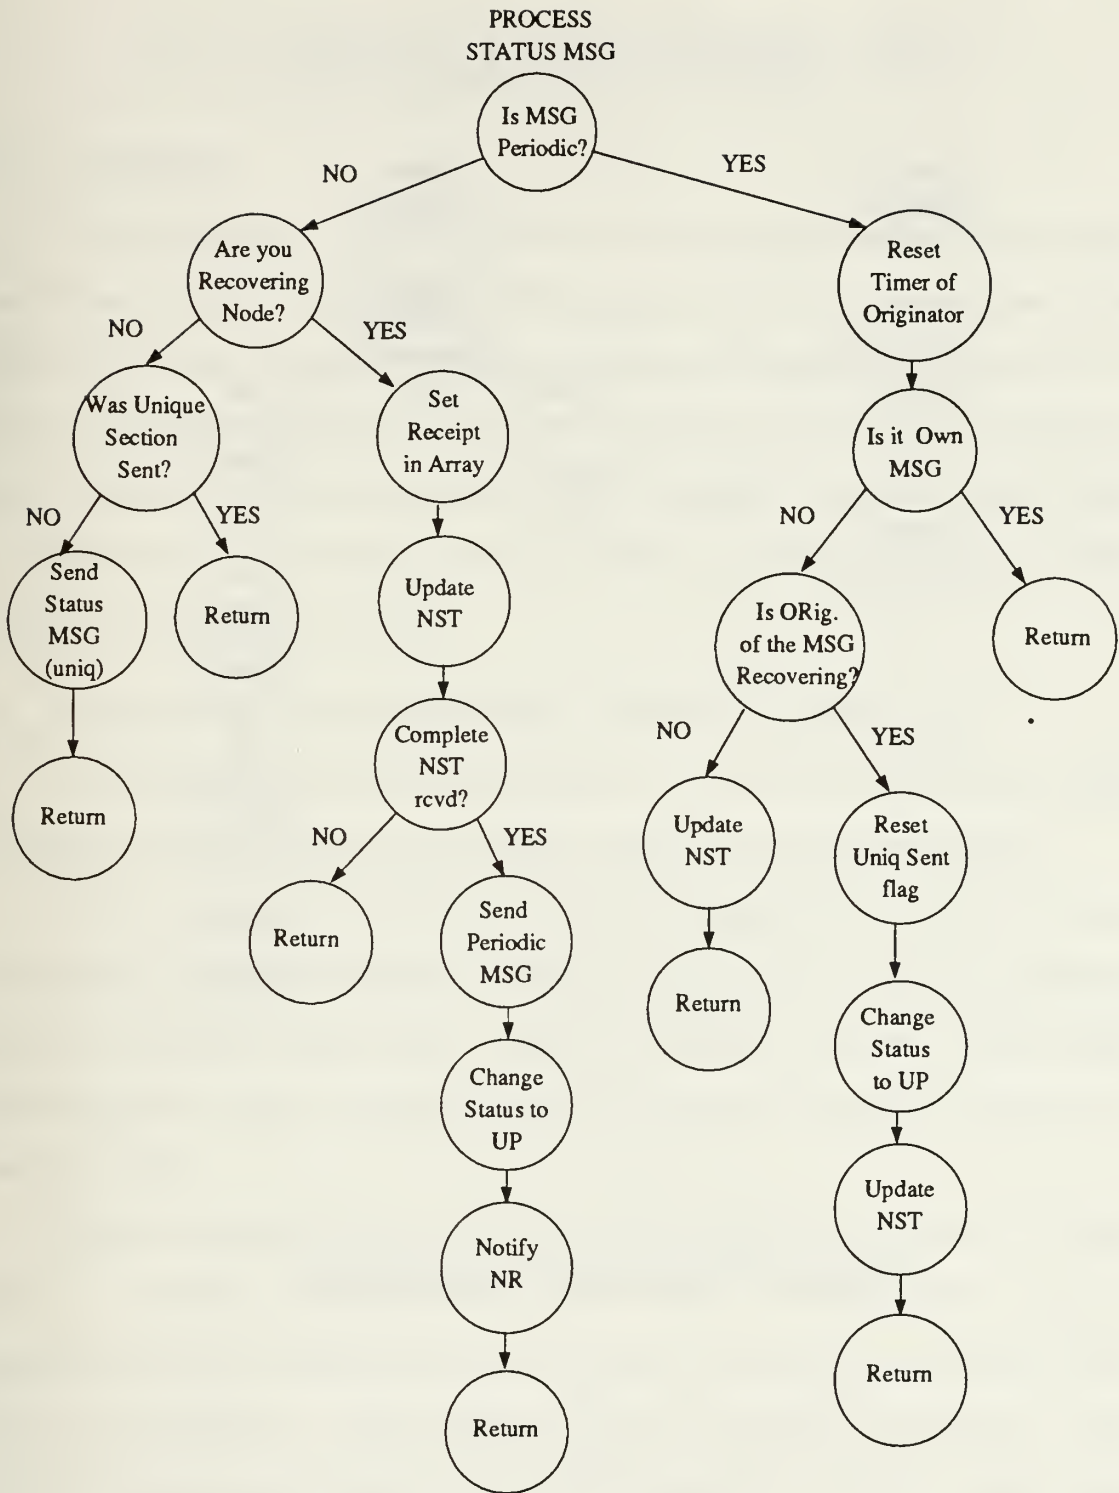 PROCESS
STATUS MSG
Is MSG
Periodic?
NO
YES
Are you
Recovering
Node?
Reset
Timer of
Originator
NO
YES
Was Unique
Section
Sent?
Set
Receipt
in Array
Is it Own
MSG
NO
YES
NO
YES
Send
Status
MSG
(uniq)
Return
Update
NST
Is ORig.
of the MSG
Recovering?
Return
Complete
NST
rcvd?
NO
YES
Return
NO
YES
Update
NST
Reset
Uniq Sent
flag
Return
Send
Periodic
MSG
Return
Change
Status
to UP
Change
Status to
UP
Update
NST
Notify
NR
Return
Return